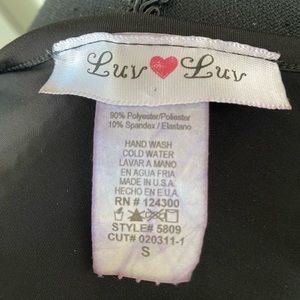 Luv Luv
90% Polyester/Poliester
10% Spandex / Elastano
HAND WASH
COLD WATER
LAVAR A MANO
EN AGUA FRIA
MADE IN U.S.A.
HECHO EN E.U.A.
RN # 124300
STYLE# 5809
CUT# 020311-1
S